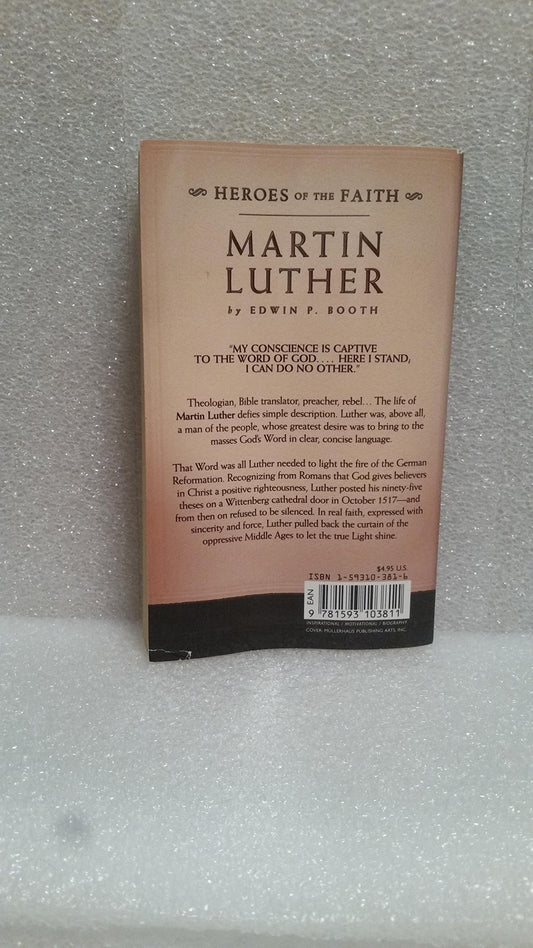 HEROES OF THE FAITH
MARTIN
LUTHER
by EDWIN P. BOOTH
"MY CONSCIENCE IS CAPTIVE
TO THE WORD OF GOD.... HERE I STAND,
I CAN DO NO OTHER."
Theologian, Bible translator, preacher, rebel... The life of
Martin Luther defies simple description. Luther was, above all,
a man of the people, whose greatest desire was to bring to the
masses God's Word in clear, concise language.
That Word was all Luther needed to light the fire of the German
Reformation. Recognizing from Romans that God gives believers
in Christ a positive righteousness, Luther posted his ninety-five
theses on a Wittenberg cathedral door in October 1517—and
from then on refused to be silenced. In real faith, expressed with
sincerity and force, Luther pulled back the curtain of the
oppressive Middle Ages to let the true Light shine.
$4.95 U.S.
ISBN 1-59310-381-6
EAN
9 781593 103811
INSPIRATIONAL / MOTIVATIONAL / BIOGRAPHY
COVER: MÜLLERHAUS PUBLISHING ARTS, INC.